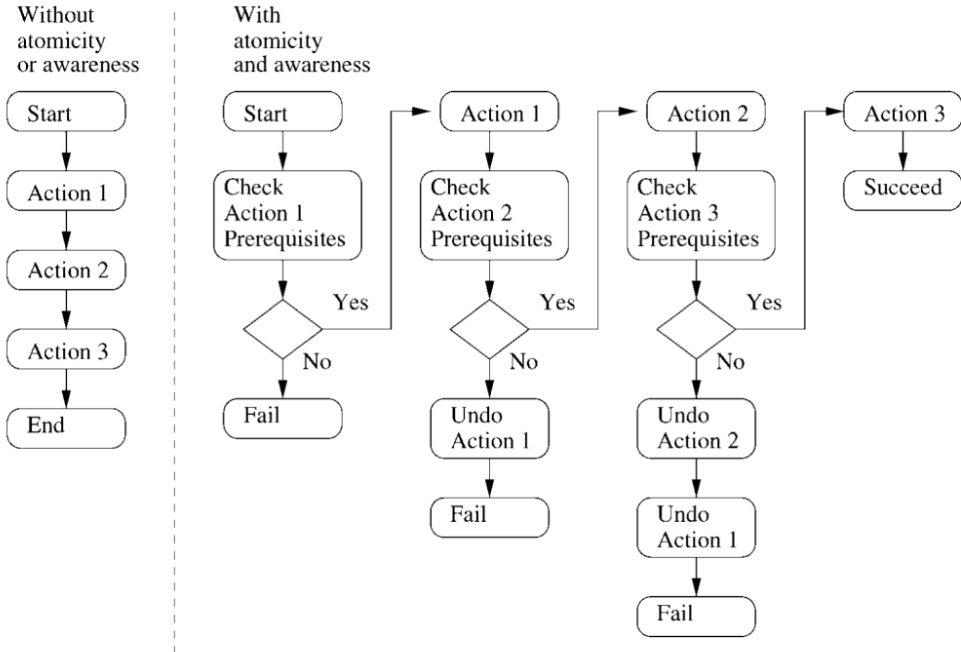 Without
atomicity
or awareness
Start
Action 1
Action 2
Action 3
End
With
atomicity
and awareness
Start
Check
Action 1
Prerequisites
Yes
No
Fail
Action 1
Check
Action 2
Prerequisites
Yes
No
Undo
Action 1
Fail
Action 2
Check
Action 3
Prerequisites
Yes
No
Undo
Action 2
Undo
Action 1
Fail
Action 3
Succeed